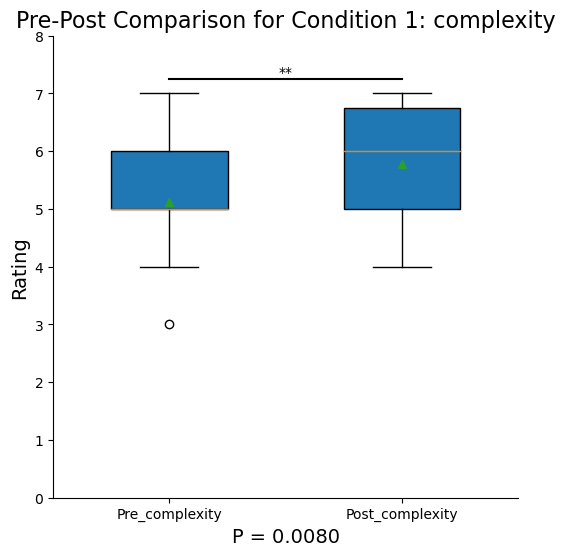 Pre-Post Comparison for Condition 1: complexity
8
**
7
6
5
4
3
2
1
0
Rating
Pre_complexity
Post_complexity
P = 0.0080